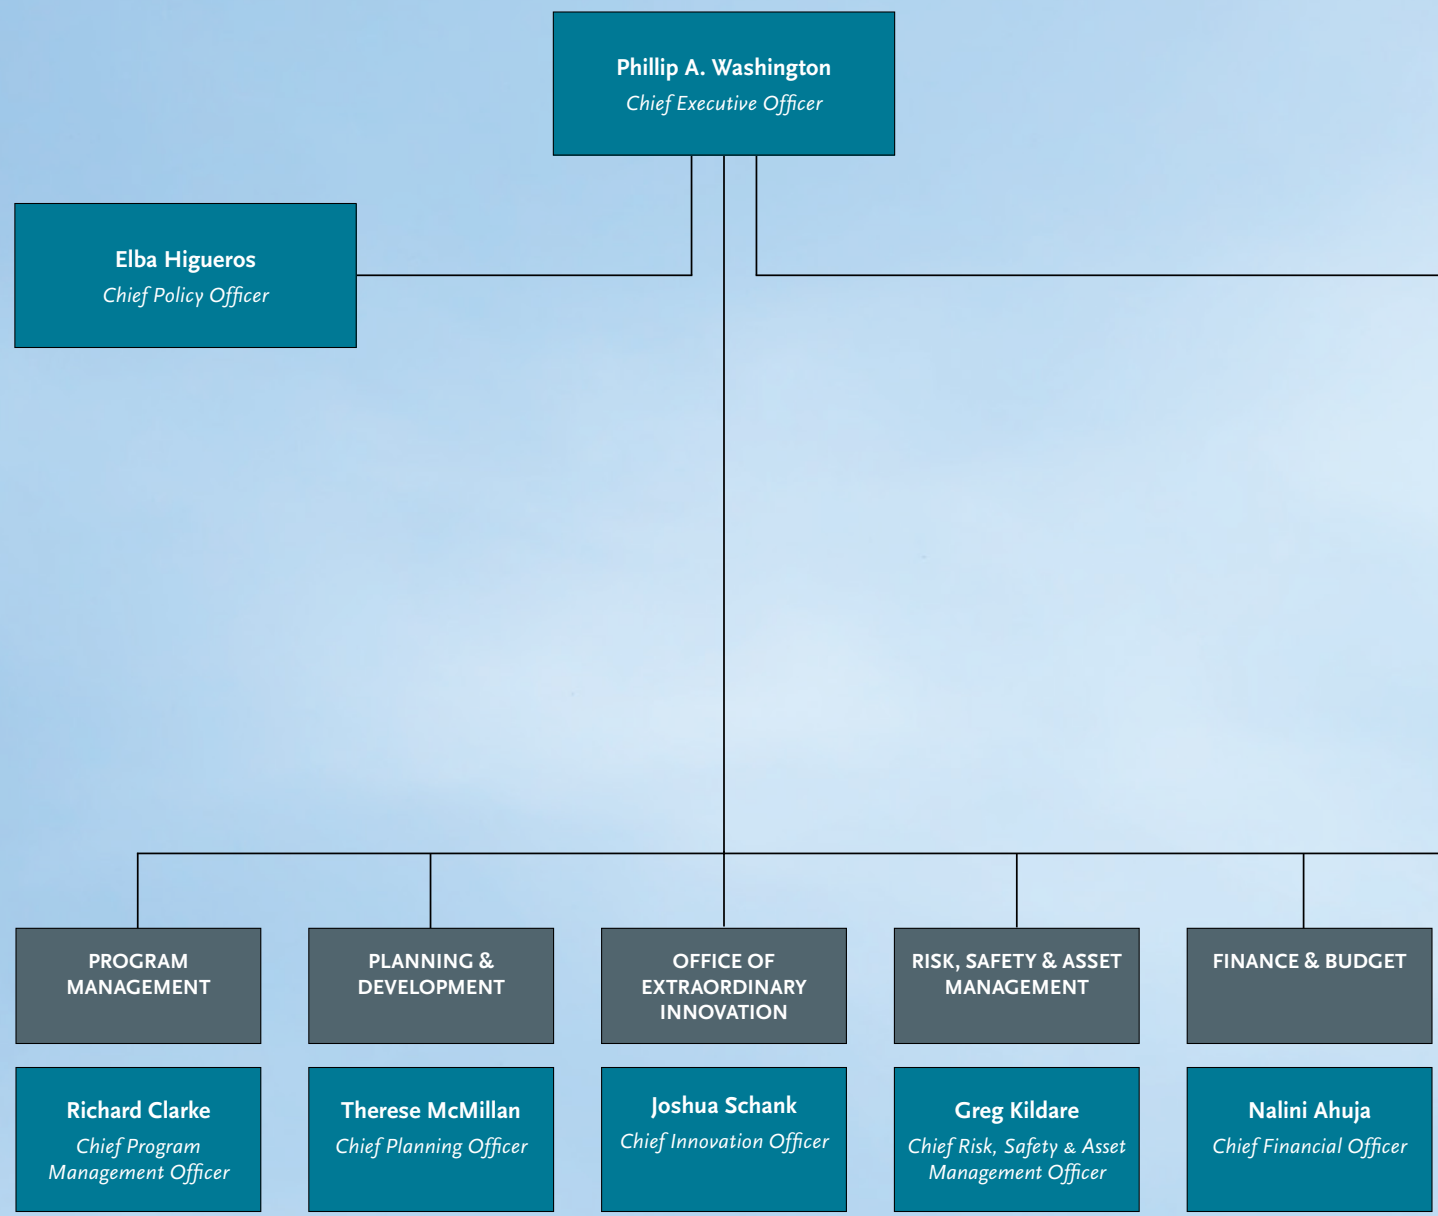 Phillip A. Washington
Chief Executive Officer
Elba Higueros
Chief Policy Officer
PROGRAM
MANAGEMENT
PLANNING &
DEVELOPMENT
OFFICE OF
EXTRAORDINARY
INNOVATION
RISK, SAFETY & ASSET
MANAGEMENT
FINANCE & BUDGET
Richard Clarke
Chief Program
Management Officer
Therese McMillan
Chief Planning Officer
Joshua Schank
Chief Innovation Officer
Greg Kildare
Chief Risk, Safety & Asset
Management Officer
Nalini Ahuja
Chief Financial Officer